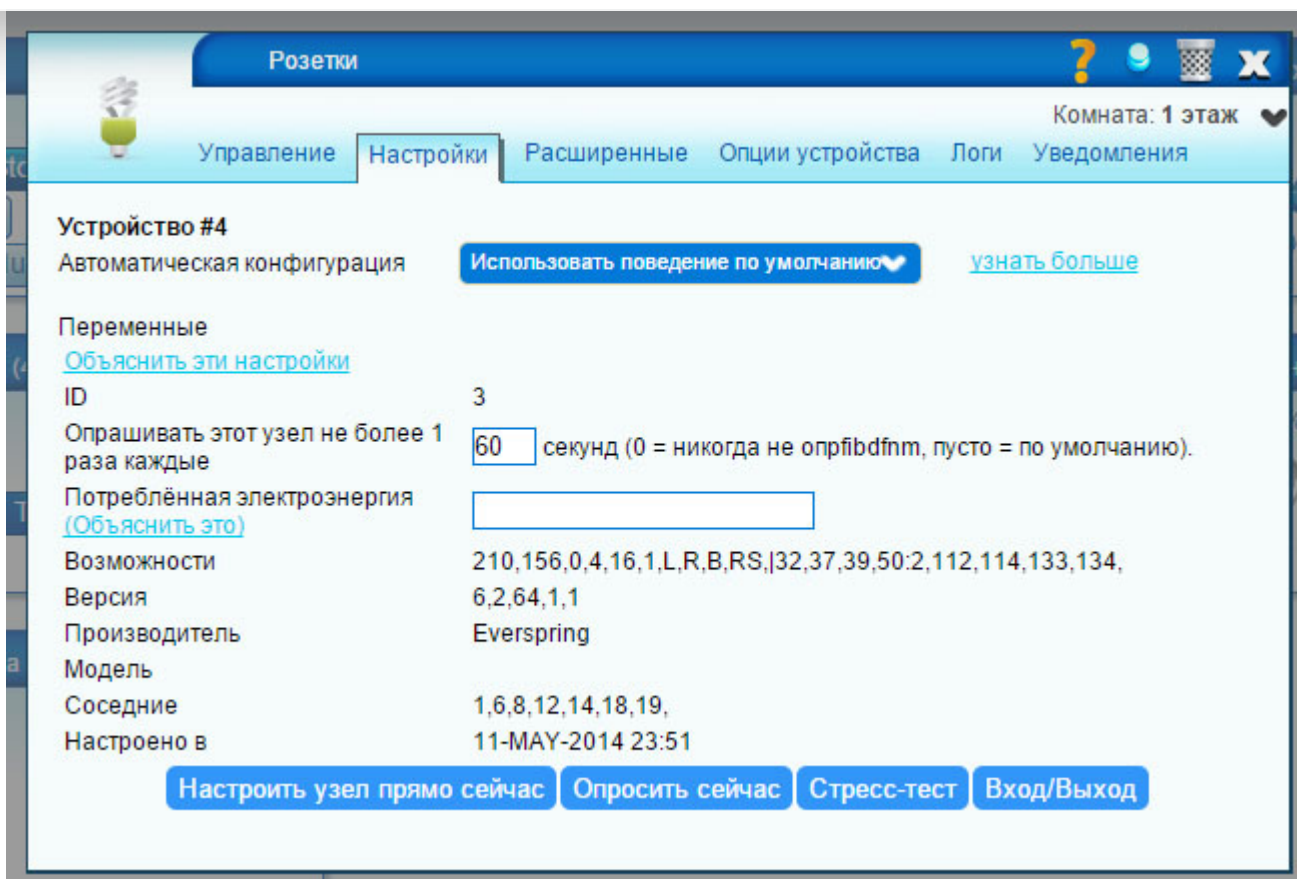 Розетки
Комната: 1 этаж
Управление Настройки Расширенные Опции устройства Логи Уведомления
Устройство #4
Автоматическая конфигурация Использовать поведение по умолчанию узнать больше
Переменные
Объяснить эти настройки
ID 3
Опрашивать этот узел не более 1
раза каждые 60 секунд (0 = никогда не опрfibdfnm, пусто = по умолчанию).
Потреблённая электроэнергия
(Объяснить это)
Возможности 210,156,0,4,16,1,L,R,B,RS,|32,37,39,50:2,112,114,133,134,
Версия 6,2,64,1,1
Производитель Everspring
Модель
Соседние 1,6,8,12,14,18,19,
Настроено в 11-MAY-2014 23:51
Настроить узел прямо сейчас Опросить сейчас Стресс-тест Вход/Выход